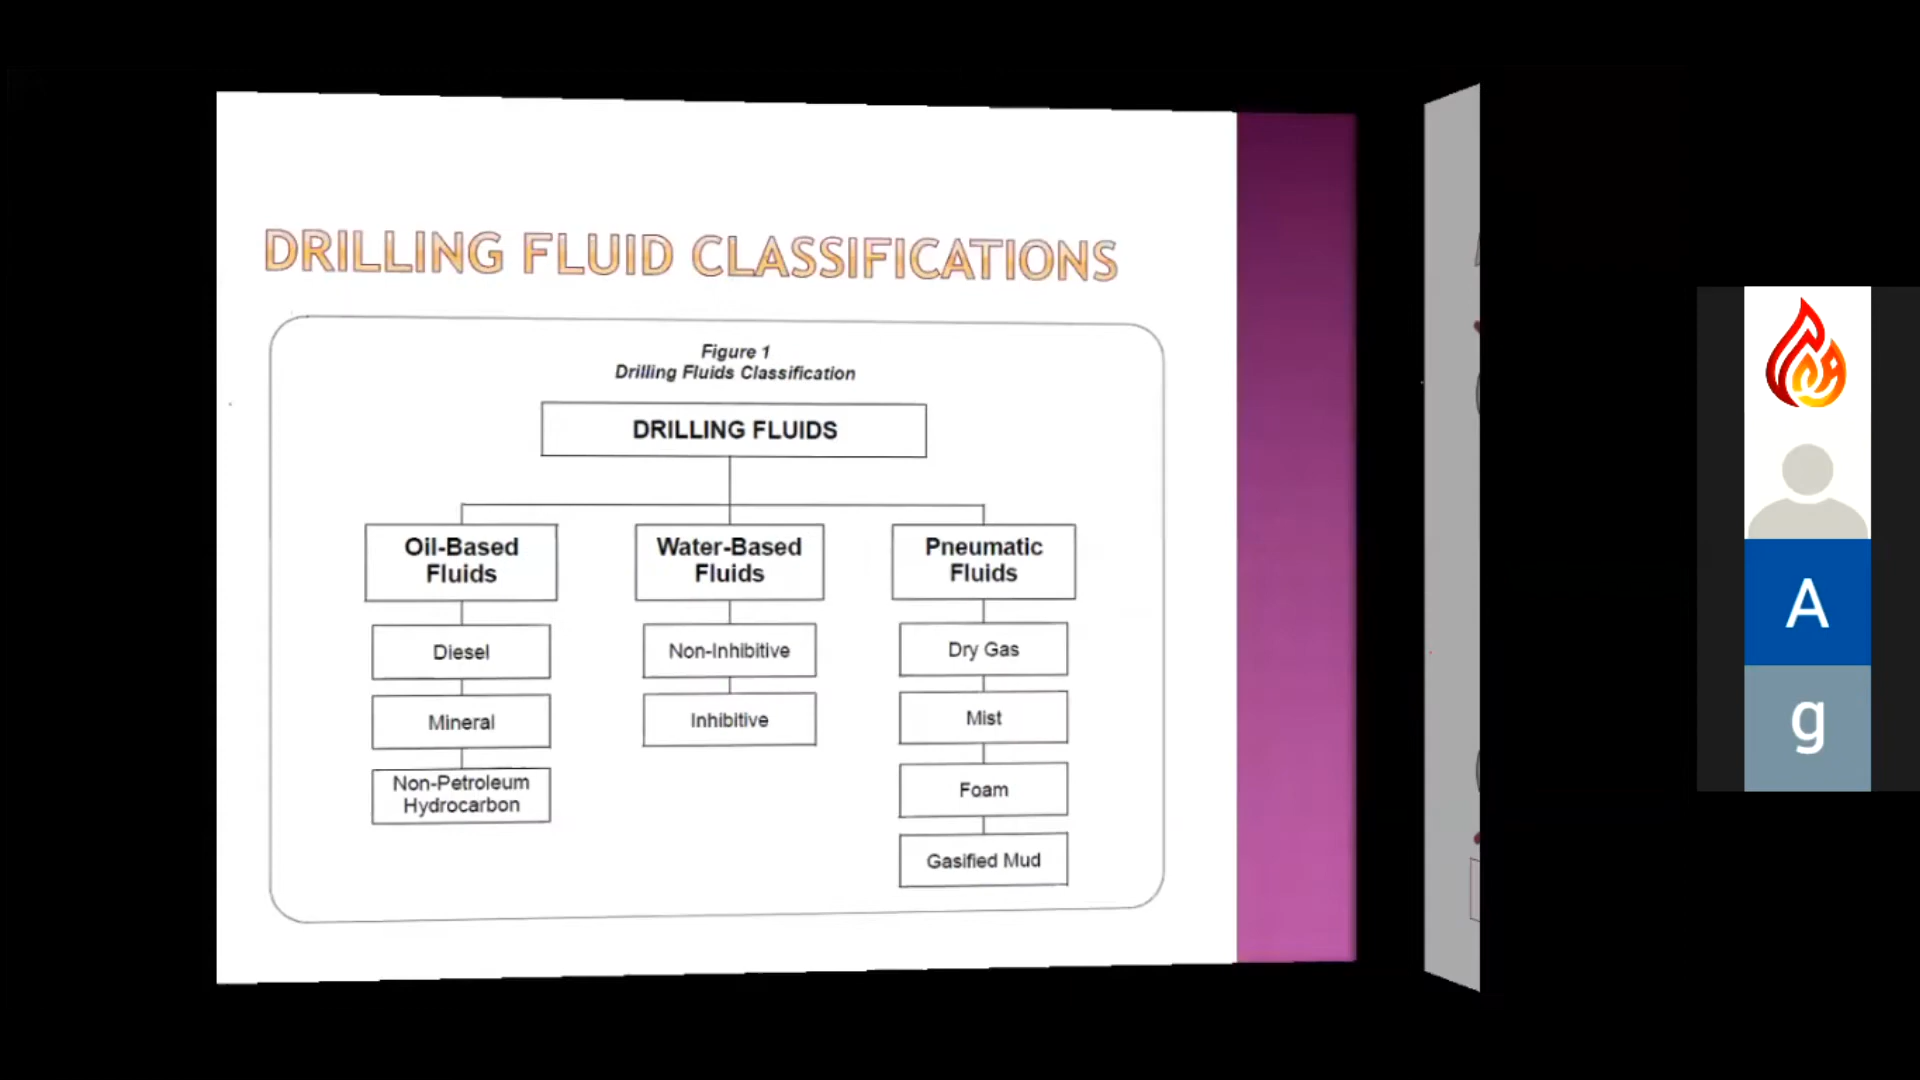 DRILLING FLUID CLASSIFICATIONS
Figure 1
Drilling Fluids Classification
DRILLING FLUIDS
Oil-Based
Fluids
Water-Based
Fluids
Pneumatic
Fluids
Diesel
Non-Inhibitive
Dry Gas
Mineral
Inhibitive
Mist
Non-Petroleum
Hydrocarbon
Foam
Gasified Mud
A
g